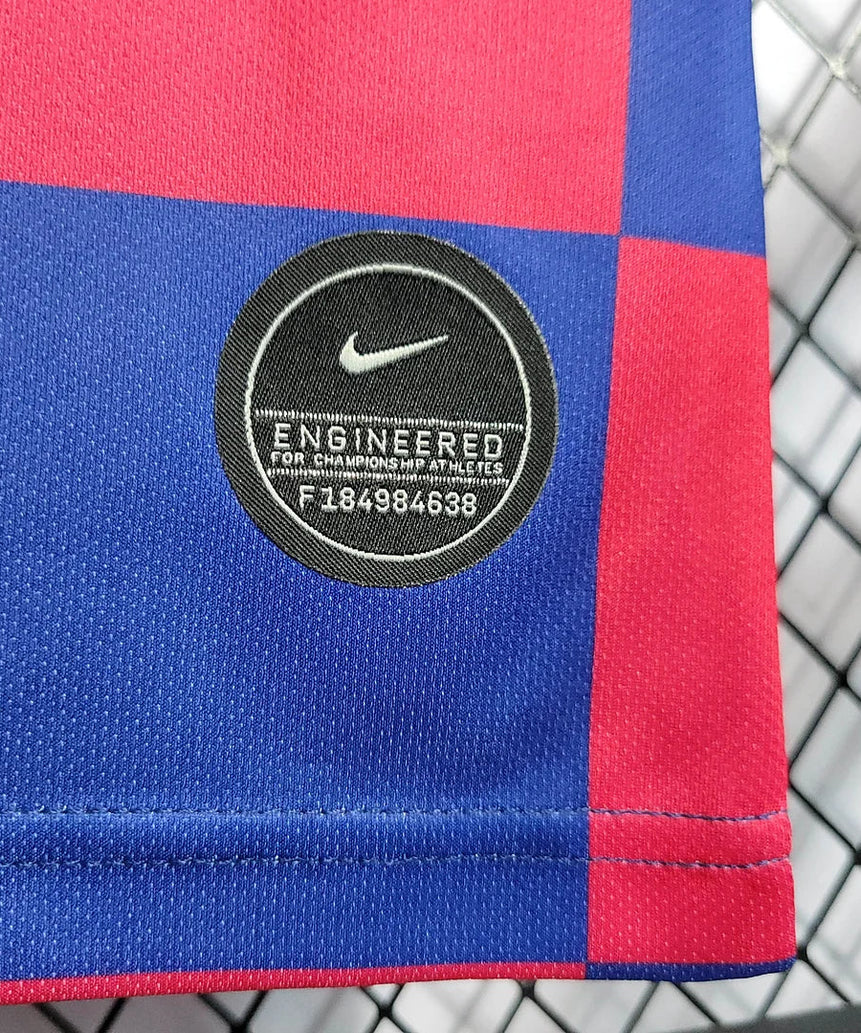 ENGINEERED
FOR CHAMPIONSHIP ATHLETES
F184984638